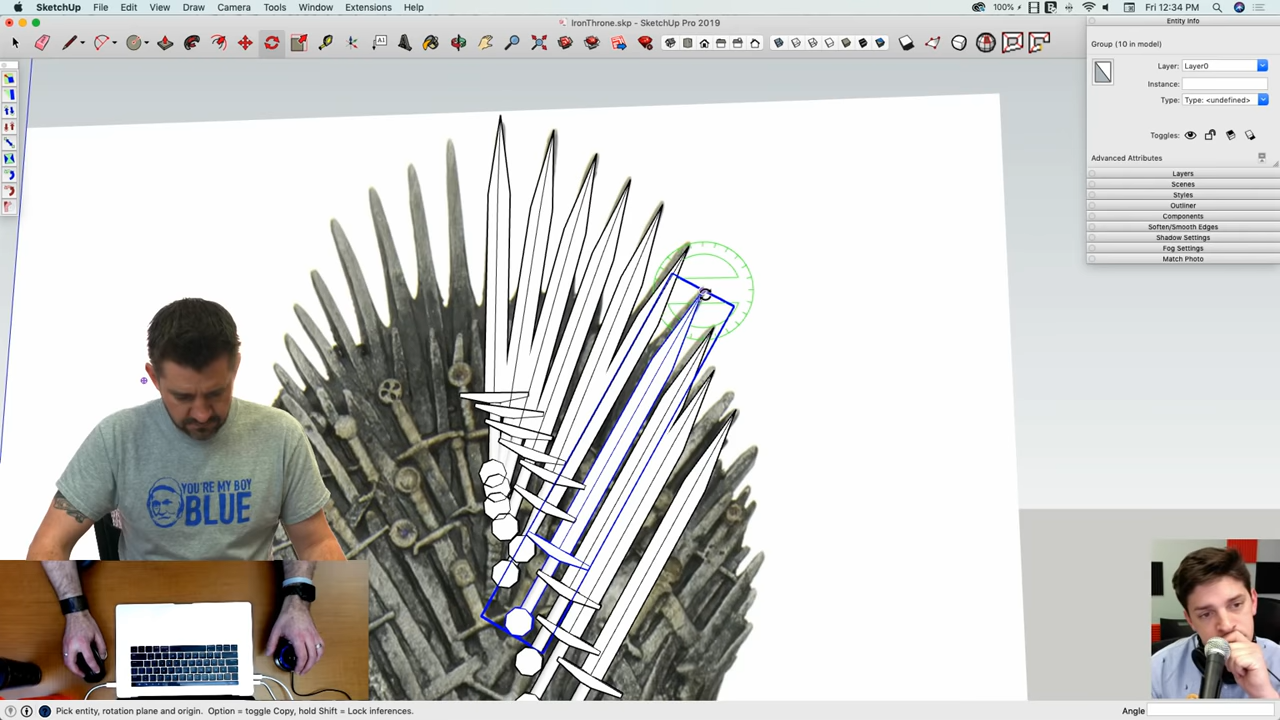 SketchUp File Edit View Draw Camera Tools Window Extensions Help
100% Fri 12:34 PM
IronThrone.skp - SketchUp Pro 2019
Entity Info
Group (10 in model)
Layer: Layer0
Instance:
Type: Type: <undefined>
Toggles:
Advanced Attributes
Layers
Scenes
Styles
Outliner
Components
Soften/Smooth Edges
Shadow Settings
Fog Settings
Match Photo
YOU'RE MY BOY
BLUE
Pick entity, rotation plane and origin. Option = toggle Copy, hold Shift = Lock inferences.
Angle